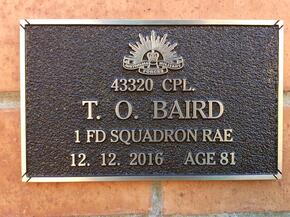 43320 CPL.
T. O. BAIRD
1 FD SQUADRON RAE
12. 12. 2016 AGE 81